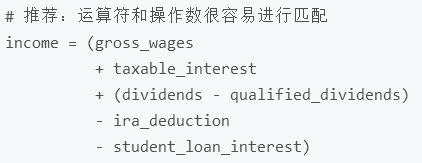 # 推荐：运算符和操作数很容易进行匹配
income = (gross_wages
          + taxable_interest
          + (dividends - qualified_dividends)
          - ira_deduction
          - student_loan_interest)